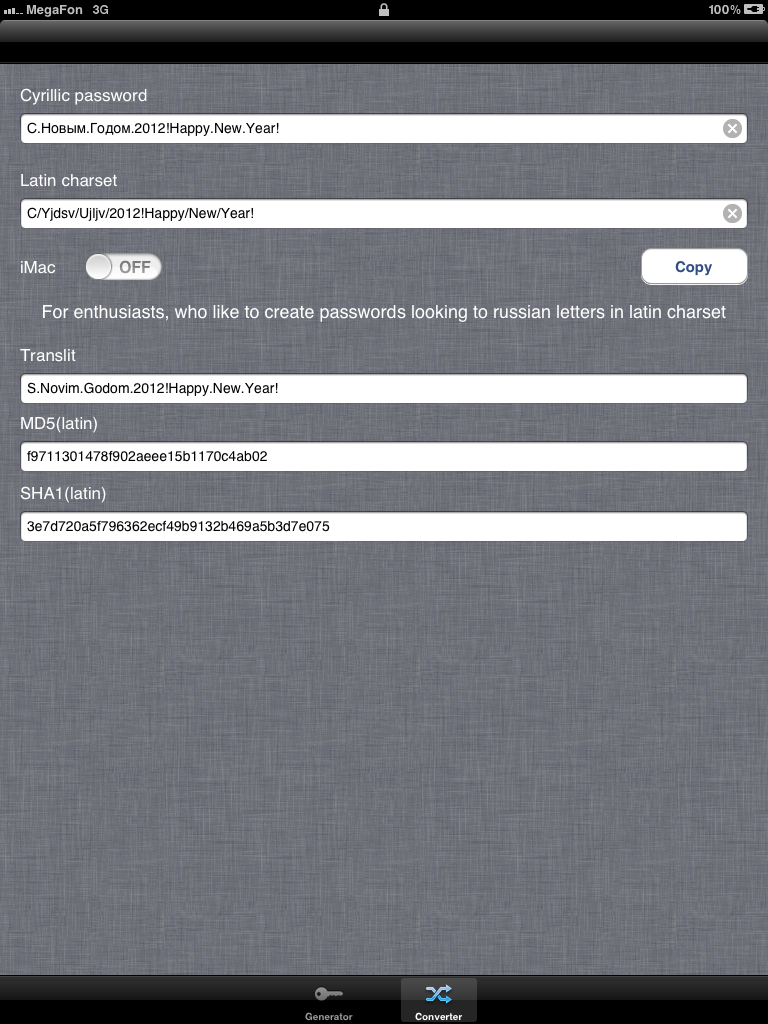 MegaFon 3G 100%
Cyrillic password
С.Новым.Годом.2012!Happy.New.Year!
Latin charset
C/Yjdsv/Ujljv/2012!Happy/New/Year!
iMac OFF Copy
For enthusiasts, who like to create passwords looking to russian letters in latin charset
Translit
S.Novim.Godom.2012!Happy.New.Year!
MD5(latin)
f9711301478f902aeee15b1170c4ab02
SHA1(latin)
3e7d720a5f796362ecf49b9132b469a5b3d7e075
Generator Converter